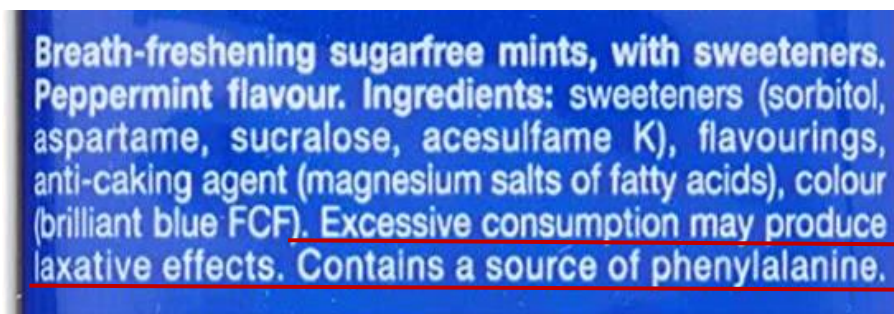 Breath-freshening sugarfree mints, with sweeteners.
Peppermint flavour. Ingredients: sweeteners (sorbitol,
aspartame, sucralose, acesulfame K), flavourings,
anti-caking agent (magnesium salts of fatty acids), colour
(brilliant blue FCF). Excessive consumption may produce
laxative effects. Contains a source of phenylalanine.